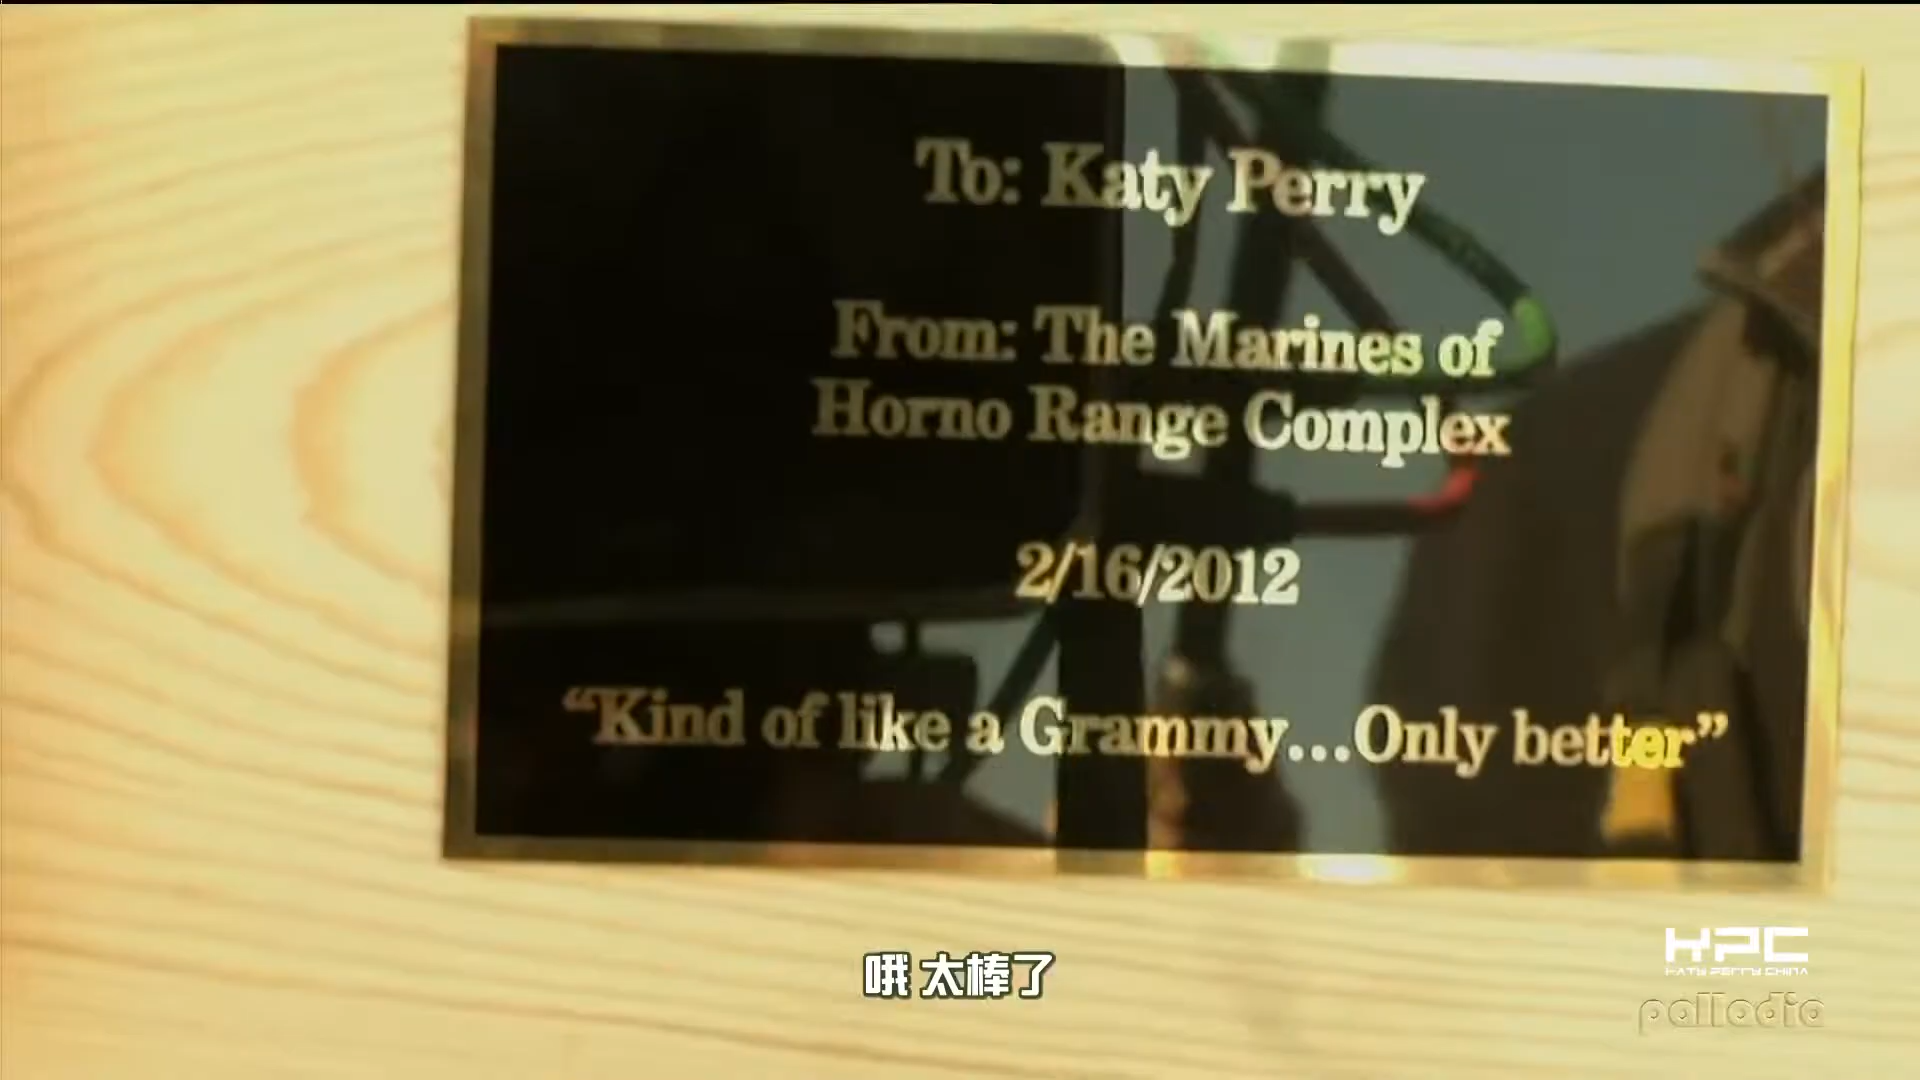 To: Katy Perry
From: The Marines of
Horno Range Complex
2/16/2012
“Kind of like a Grammy...Only better”
哦 太棒了
KPC
KATY PERRY CHINA
palladia